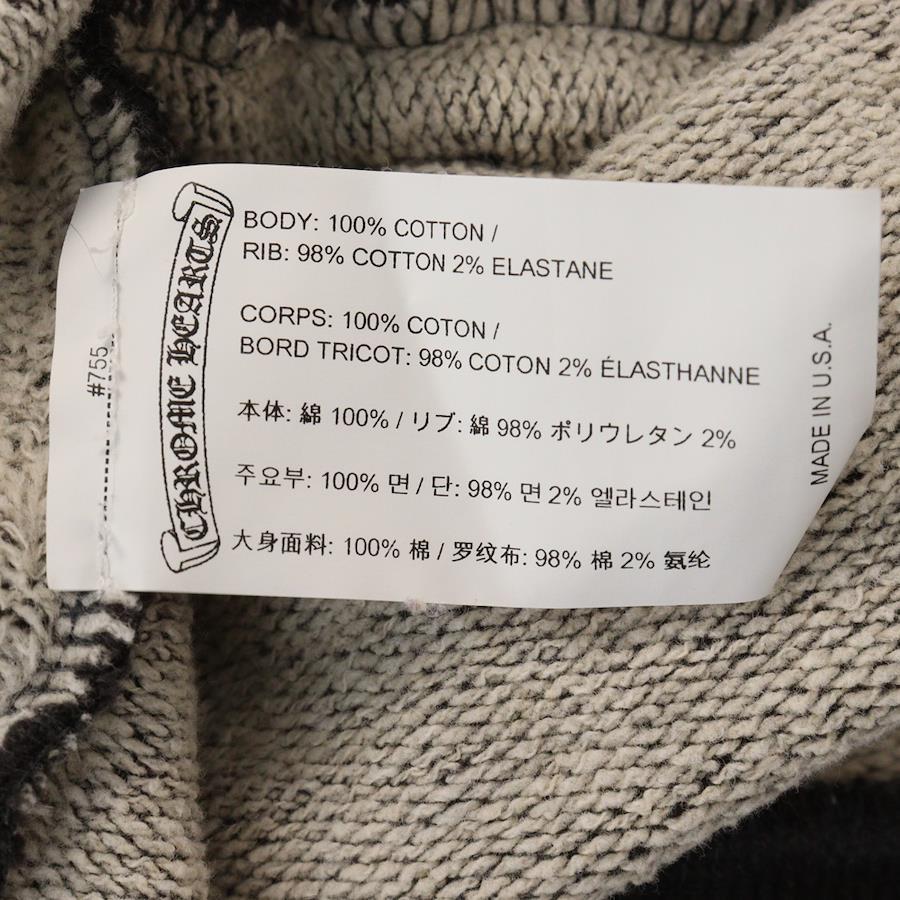 CHROME HEARTS
BODY: 100% COTTON /
RIB: 98% COTTON 2% ELASTANE
CORPS: 100% COTON /
BORD TRICOT: 98% COTON 2% ÉLASTHANNE
本体: 綿 100% / リブ: 綿 98% ポリウレタン 2%
주요부: 100% 면 / 단: 98% 면 2% 엘라스테인
大身面料: 100% 棉 / 罗纹布: 98% 棉 2% 氨纶
MADE IN U.S.A.
#755